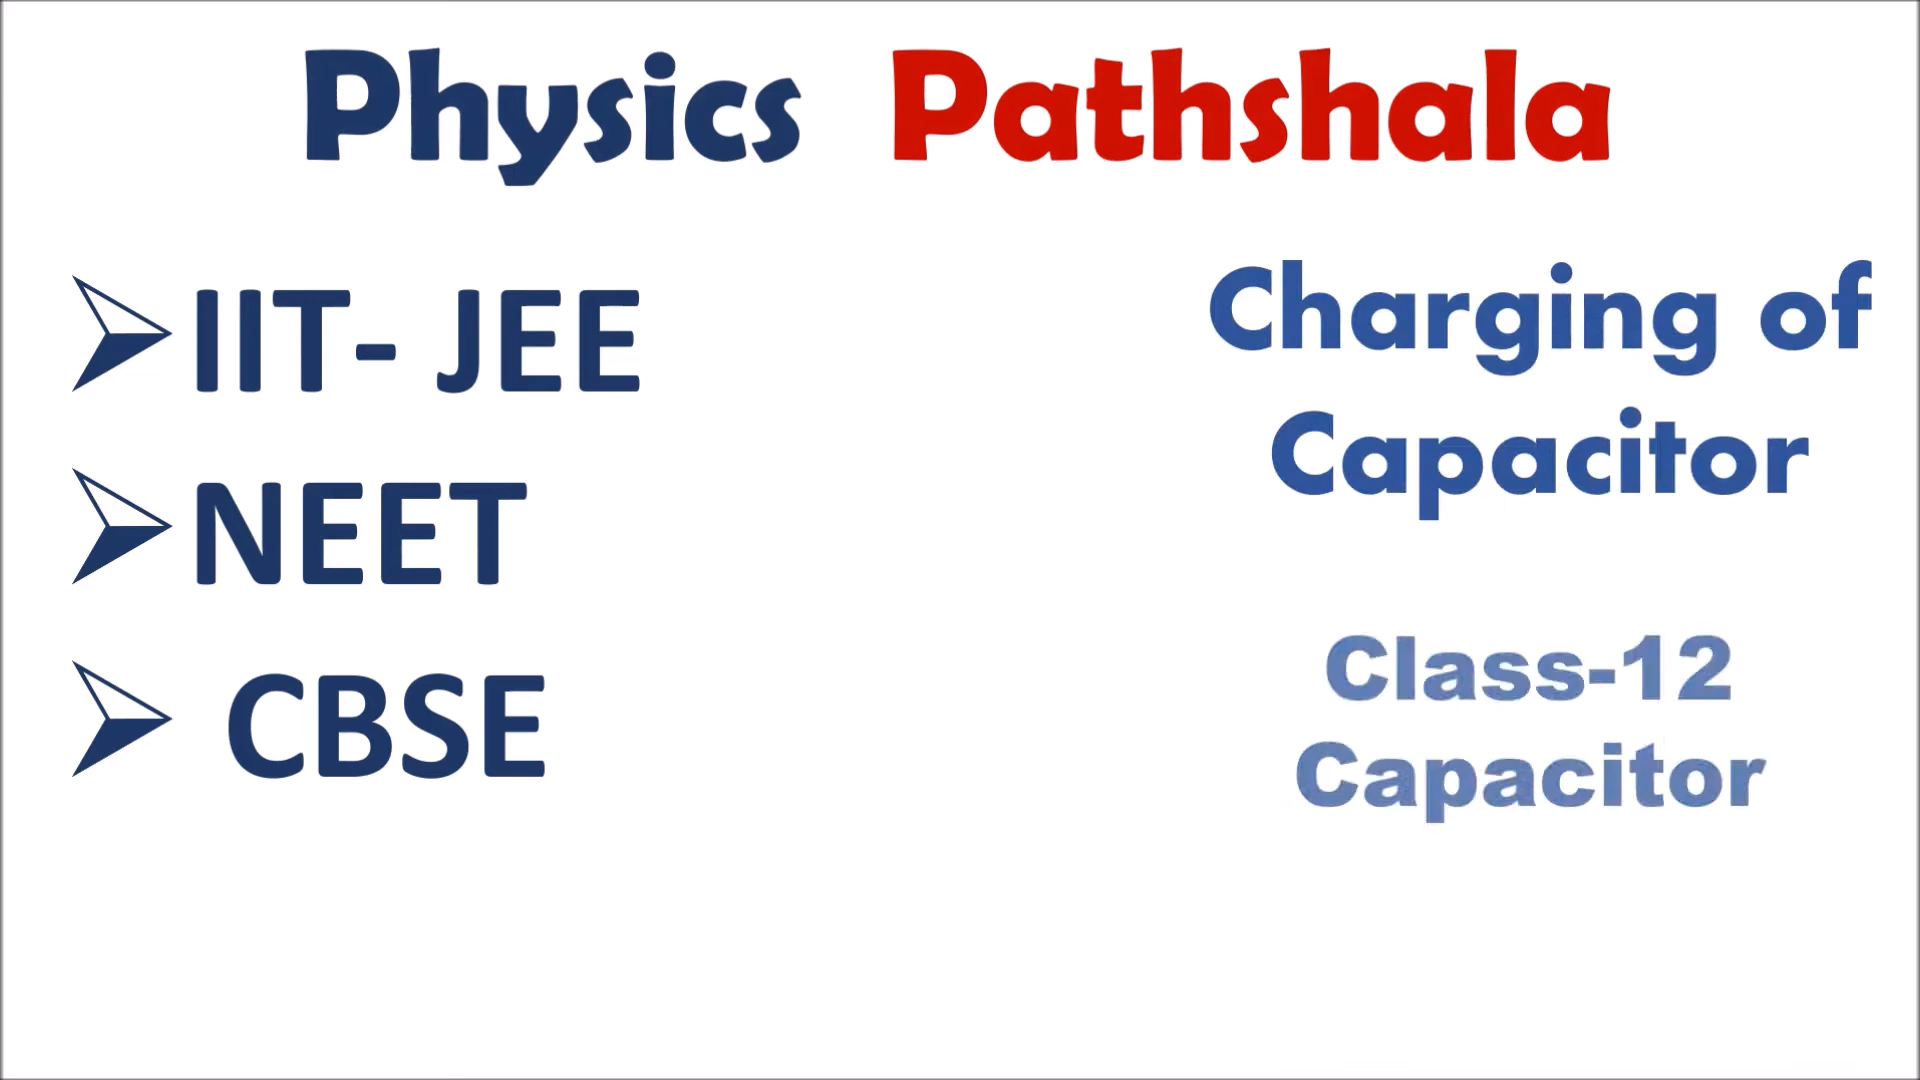 Physics Pathshala
IIT- JEE
NEET
CBSE
Charging of
Capacitor
Class-12
Capacitor